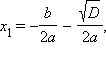 x₁ = −b/2a − √D/2a,